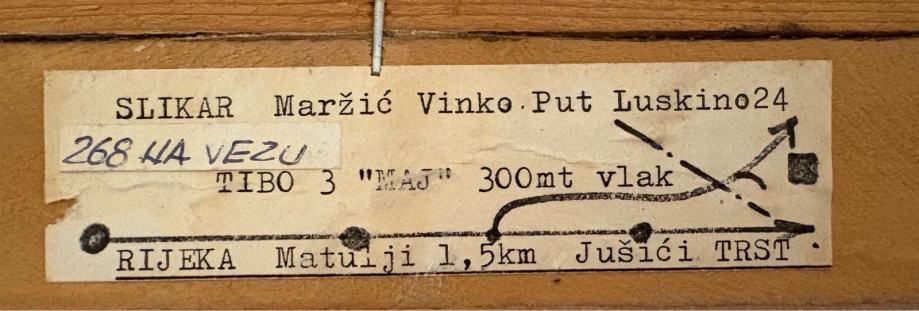 SLIKAR Maržić Vinko Put Luskino24
268 NA VEZU
TIBO 3 "MAJ" 300mt vlak
RIJEKA Matulji 1,5km Jušići TRST